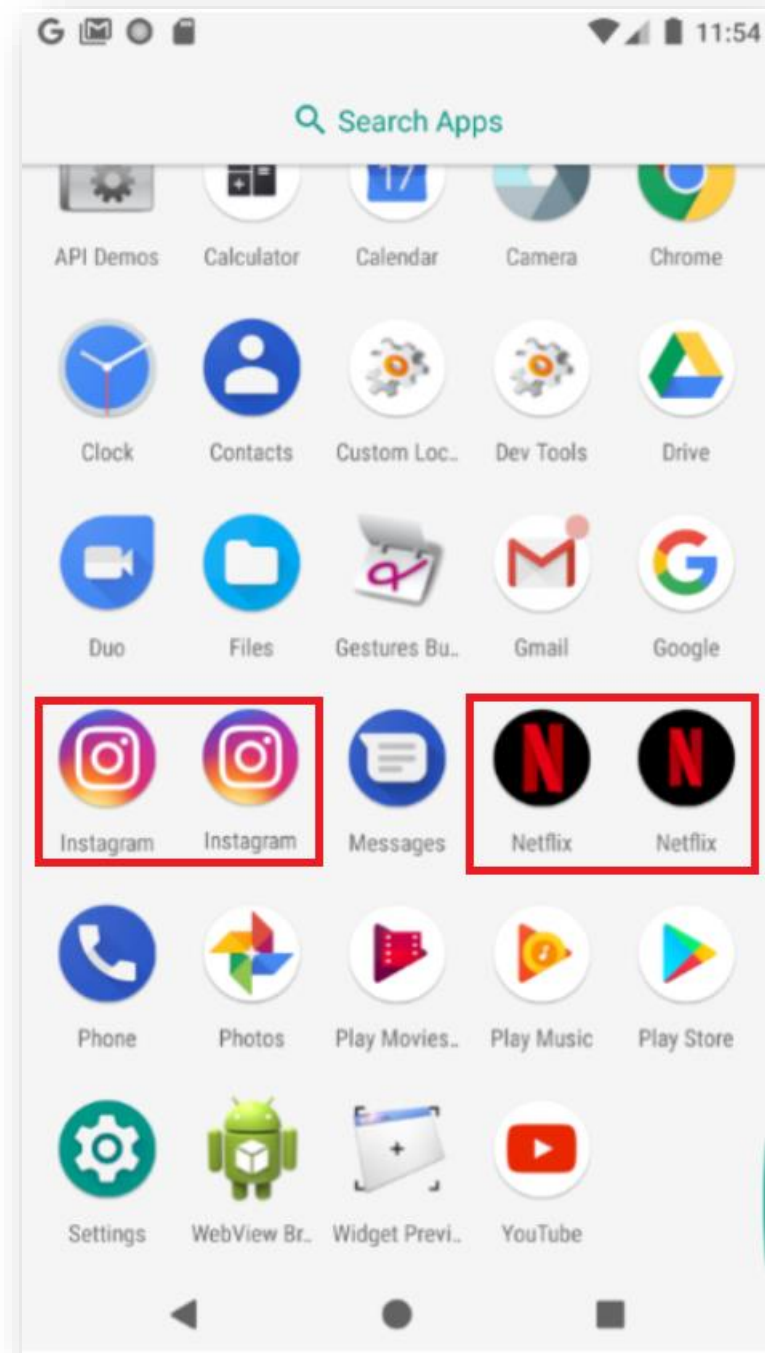 11:54
Search Apps
17
API Demos Calculator Calendar Camera Chrome
Clock Contacts Custom Loc.. Dev Tools Drive
Duo Files Gestures Bu.. Gmail Google
Instagram Instagram Messages Netflix Netflix
Phone Photos Play Movies.. Play Music Play Store
Settings WebView Br.. Widget Previ.. YouTube